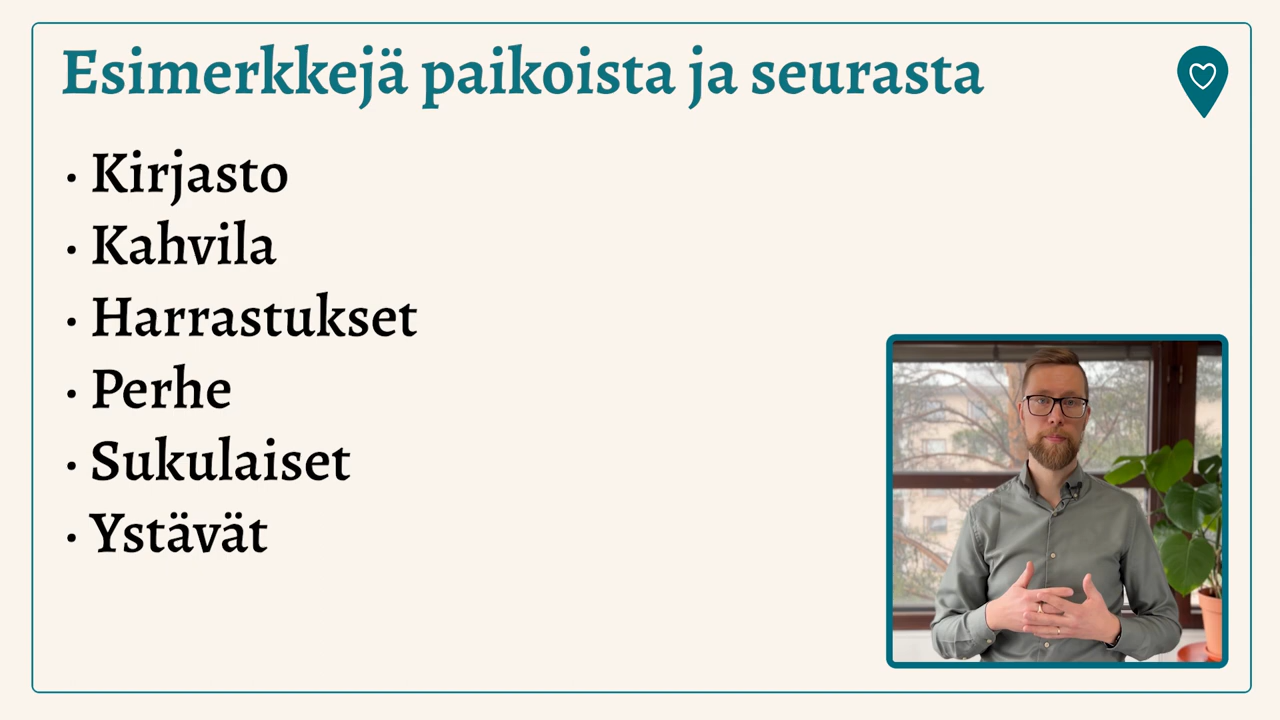 Esimerkkejä paikoista ja seurasta
· Kirjasto
· Kahvila
· Harrastukset
· Perhe
· Sukulaiset
· Ystävät